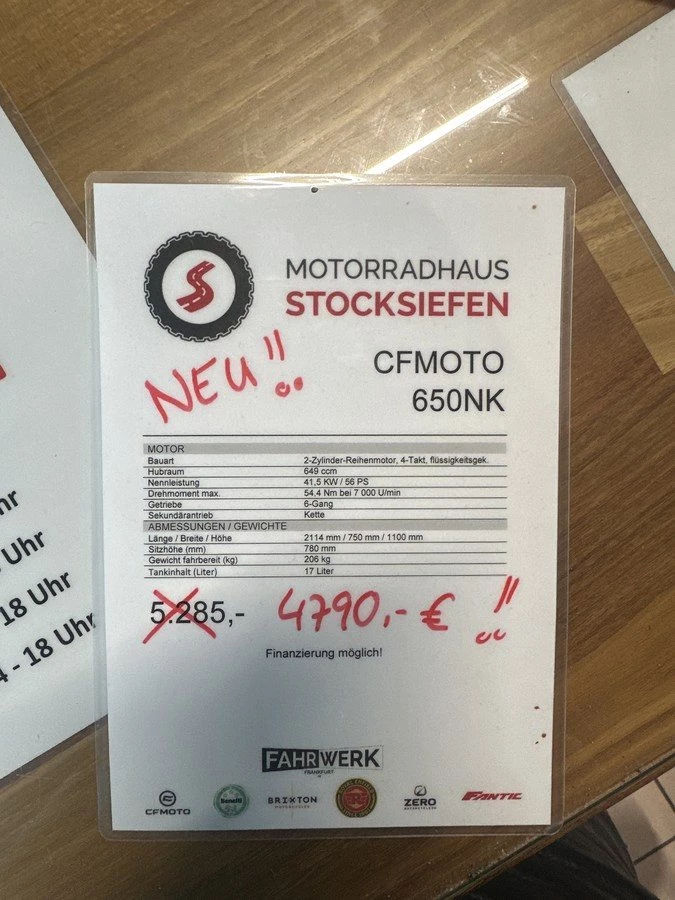 MOTORRADHAUS
STOCKSIEFEN
NEU!!
CFMOTO
650NK
MOTOR
Bauart 2-Zylinder-Reihenmotor, 4-Takt, flüssigkeitsgek.
Hubraum 649 ccm
Nennleistung 41,5 KW / 56 PS
Drehmoment max. 54,4 Nm bei 7 000 U/min
Getriebe 6-Gang
Sekundärantrieb Kette
ABMESSUNGEN / GEWICHTE
Länge / Breite / Höhe 2114 mm / 750 mm / 1100 mm
Sitzhöhe (mm) 780 mm
Gewicht fahrbereit (kg) 206 kg
Tankinhalt (Liter) 17 Liter
5.285,- 4790,- € !!
Finanzierung möglich!
FAHRWERK
FRANKFURT
CFMOTO Benelli BRIXTON MOTORCYCLES ZERO MOTORCYCLES FANTIC
hr
Uhr
18 Uhr
- 18 Uhr